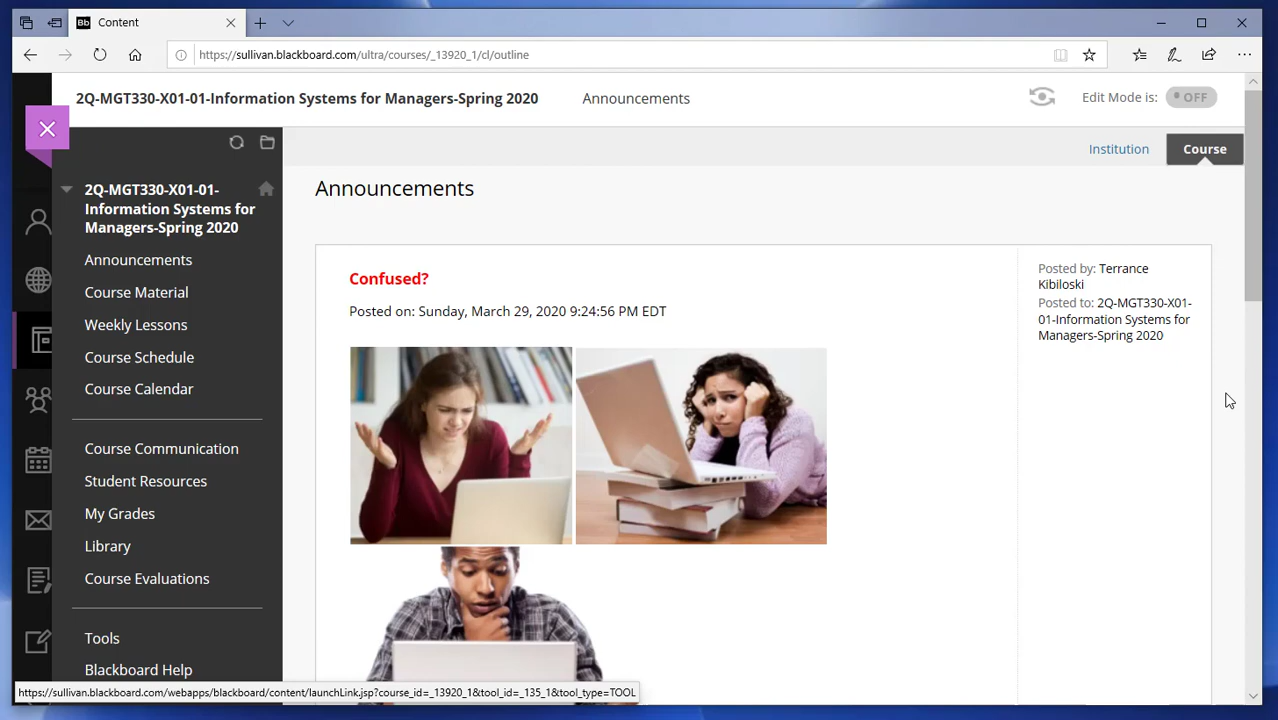 Bb Content
https://sullivan.blackboard.com/ultra/courses/_13920_1/cl/outline
2Q-MGT330-X01-01-Information Systems for Managers-Spring 2020
Announcements
Edit Mode is: OFF
Institution
Course
2Q-MGT330-X01-01-
Information Systems for
Managers-Spring 2020
Announcements
Course Material
Weekly Lessons
Course Schedule
Course Calendar
Course Communication
Student Resources
My Grades
Library
Course Evaluations
Tools
Blackboard Help
Announcements
Confused?
Posted on: Sunday, March 29, 2020 9:24:56 PM EDT
Posted by: Terrance
Kibiloski
Posted to: 2Q-MGT330-X01-
01-Information Systems for
Managers-Spring 2020
https://sullivan.blackboard.com/webapps/blackboard/content/launchLink.jsp?course_id=_13920_1&tool_id=_135_1&tool_type=TOOL